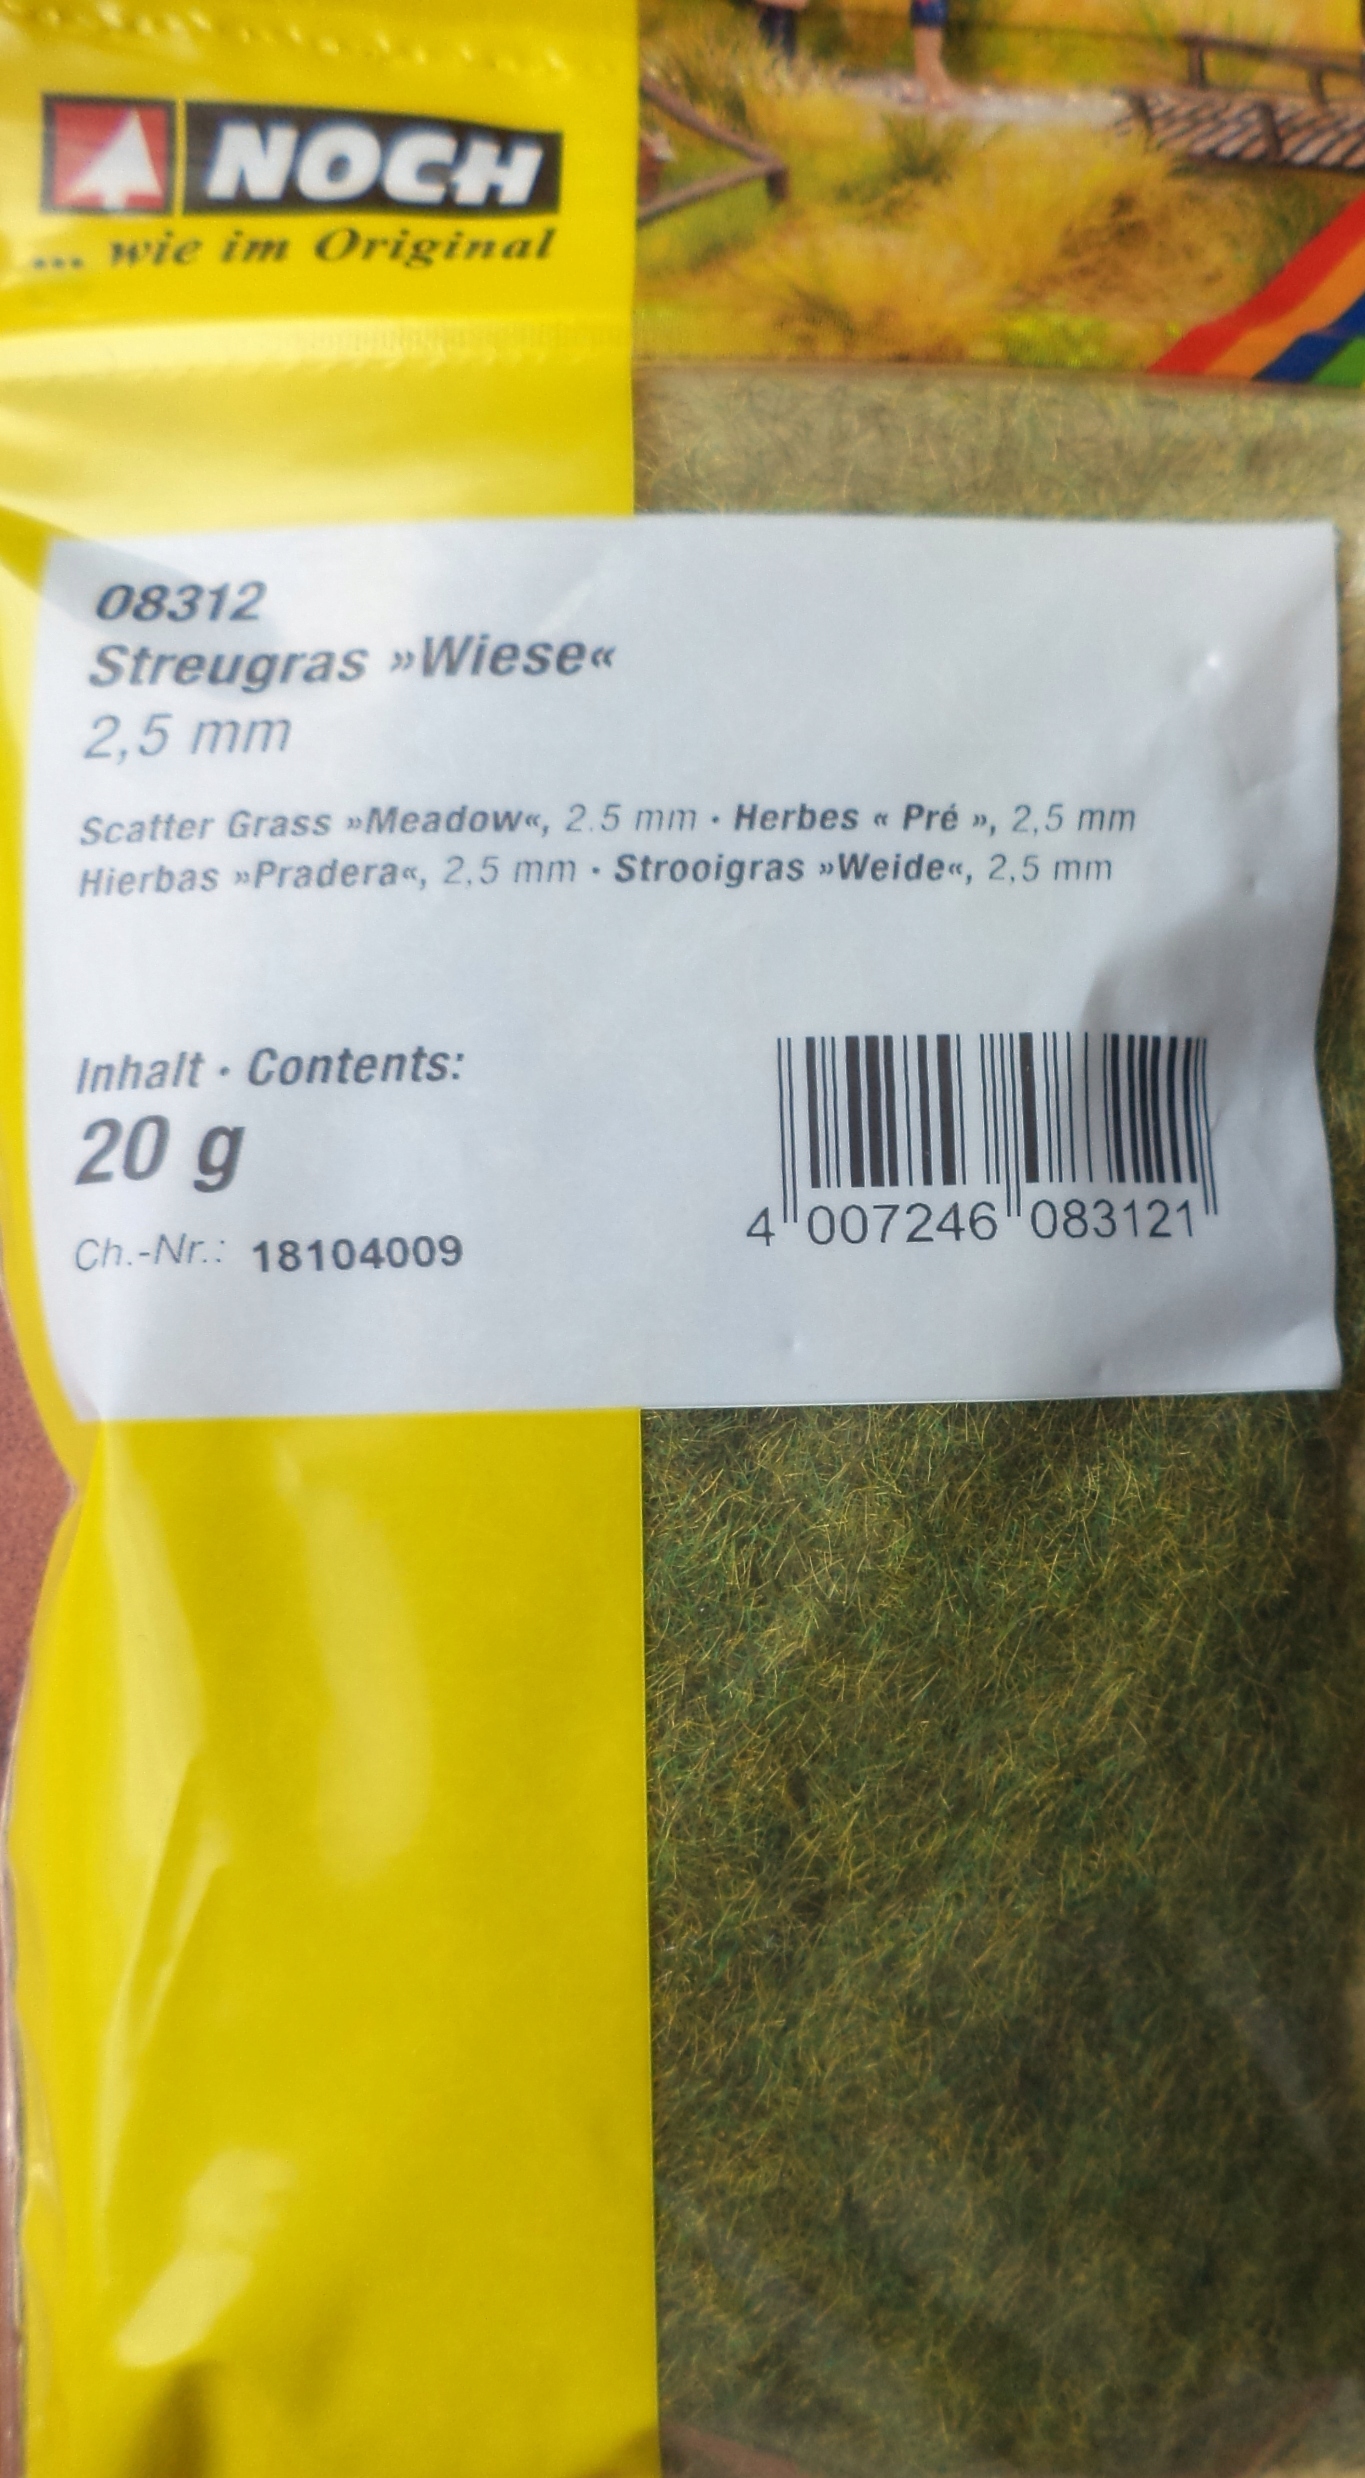 NOCH
... wie im Original
08312
Streugras »Wiese«
2,5 mm
Scatter Grass »Meadow«, 2.5 mm · Herbes « Pré », 2,5 mm
Hierbas »Pradera«, 2,5 mm · Strooigras »Weide«, 2,5 mm
Inhalt · Contents:
20 g
Ch.-Nr.: 18104009
4 007246 083121